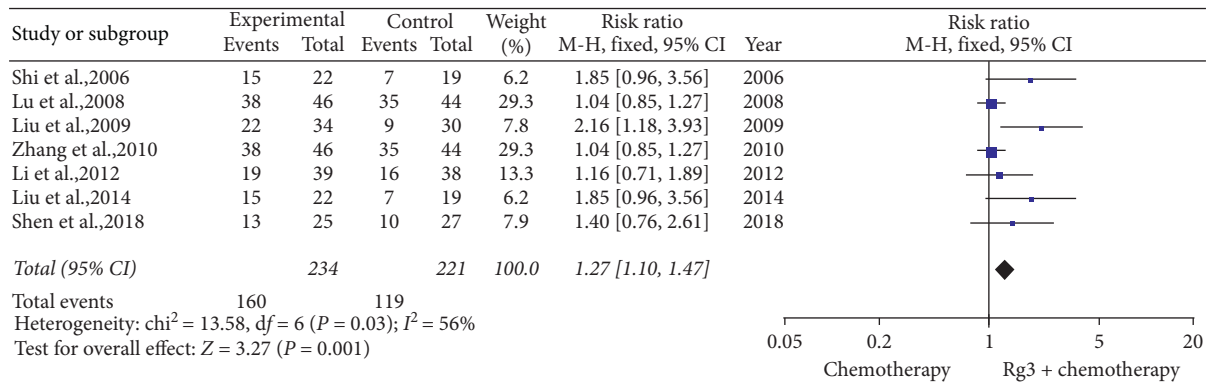 Study or subgroup Experimental Control Weight Risk ratio Risk ratio
Events Total Events Total (%) M-H, fixed, 95% CI Year M-H, fixed, 95% CI
Shi et al.,2006 15 22 7 19 6.2 1.85 [0.96, 3.56] 2006
Lu et al.,2008 38 46 35 44 29.3 1.04 [0.85, 1.27] 2008
Liu et al.,2009 22 34 9 30 7.8 2.16 [1.18, 3.93] 2009
Zhang et al.,2010 38 46 35 44 29.3 1.04 [0.85, 1.27] 2010
Li et al.,2012 19 39 16 38 13.3 1.16 [0.71, 1.89] 2012
Liu et al.,2014 15 22 7 19 6.2 1.85 [0.96, 3.56] 2014
Shen et al.,2018 13 25 10 27 7.9 1.40 [0.76, 2.61] 2018
Total (95% CI) 234 221 100.0 1.27 [1.10, 1.47]
Total events 160 119
Heterogeneity: chi² = 13.58, df = 6 (P = 0.03); I² = 56%
Test for overall effect: Z = 3.27 (P = 0.001)
0.05 0.2 1 5 20
Chemotherapy Rg3 + chemotherapy